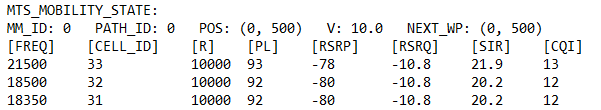 MTS_MOBILITY_STATE:
MM_ID: 0 PATH_ID: 0 POS: (0, 500) V: 10.0 NEXT_WP: (0, 500)
[FREQ] [CELL_ID] [R] [PL] [RSRP] [RSRQ] [SIR] [CQI]
21500 33 10000 93 -78 -10.8 21.9 13
18500 32 10000 92 -80 -10.8 20.2 12
18350 31 10000 92 -80 -10.8 20.2 12